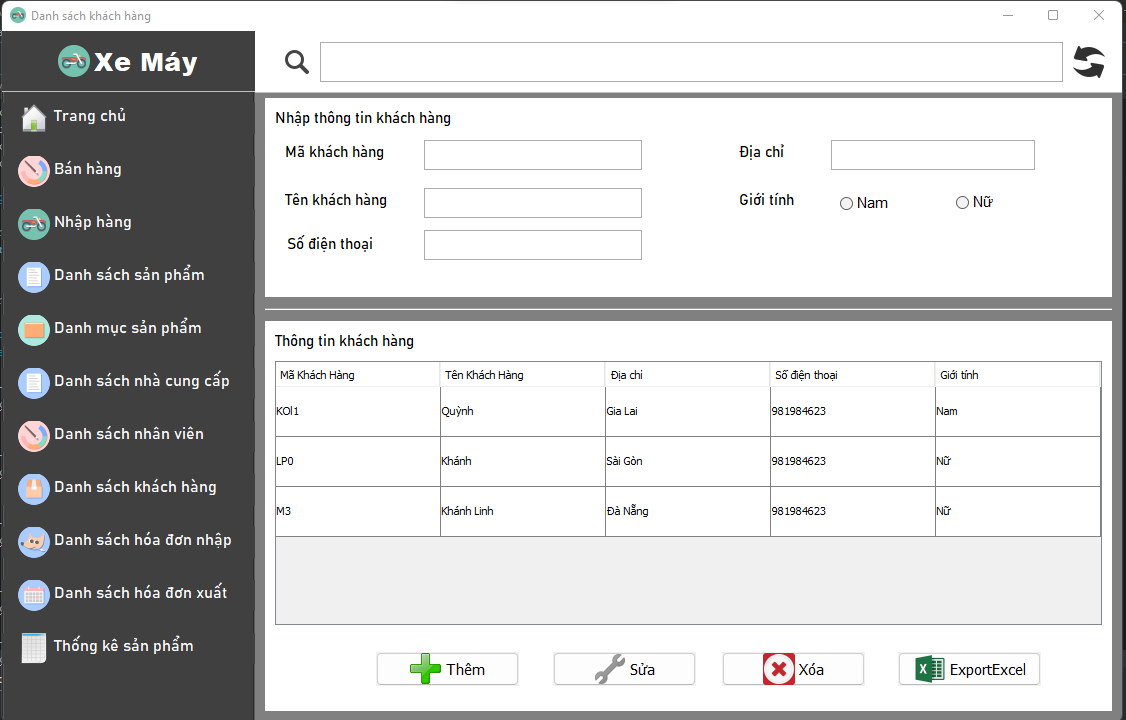 Danh sách khách hàng
Xe Máy
Trang chủ
Bán hàng
Nhập hàng
Danh sách sản phẩm
Danh mục sản phẩm
Danh sách nhà cung cấp
Danh sách nhân viên
Danh sách khách hàng
Danh sách hóa đơn nhập
Danh sách hóa đơn xuất
Thống kê sản phẩm
Nhập thông tin khách hàng
Mã khách hàng
Địa chỉ
Tên khách hàng
Giới tính
Nam
Nữ
Số điện thoại
Thông tin khách hàng
Mã Khách Hàng Tên Khách Hàng Địa chỉ Số điện thoại Giới tính
KOl1 Quỳnh Gia Lai 981984623 Nam
LP0 Khánh Sài Gòn 981984623 Nữ
M3 Khánh Linh Đà Nẵng 981984623 Nữ
Thêm
Sửa
Xóa
ExportExcel